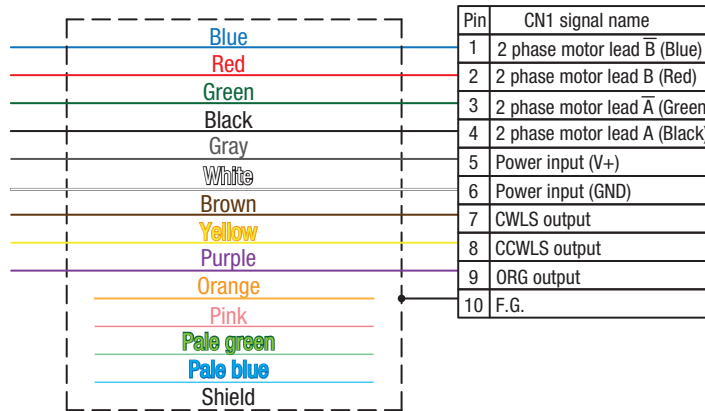 Blue
Red
Green
Black
Gray
White
Brown
Yellow
Purple
Orange
Pink
Pale green
Pale blue
Shield
Pin CN1 signal name
1 2 phase motor lead B̅ (Blue)
2 2 phase motor lead B (Red)
3 2 phase motor lead A̅ (Green
4 2 phase motor lead A (Black)
5 Power input (V+)
6 Power input (GND)
7 CWLS output
8 CCWLS output
9 ORG output
10 F.G.